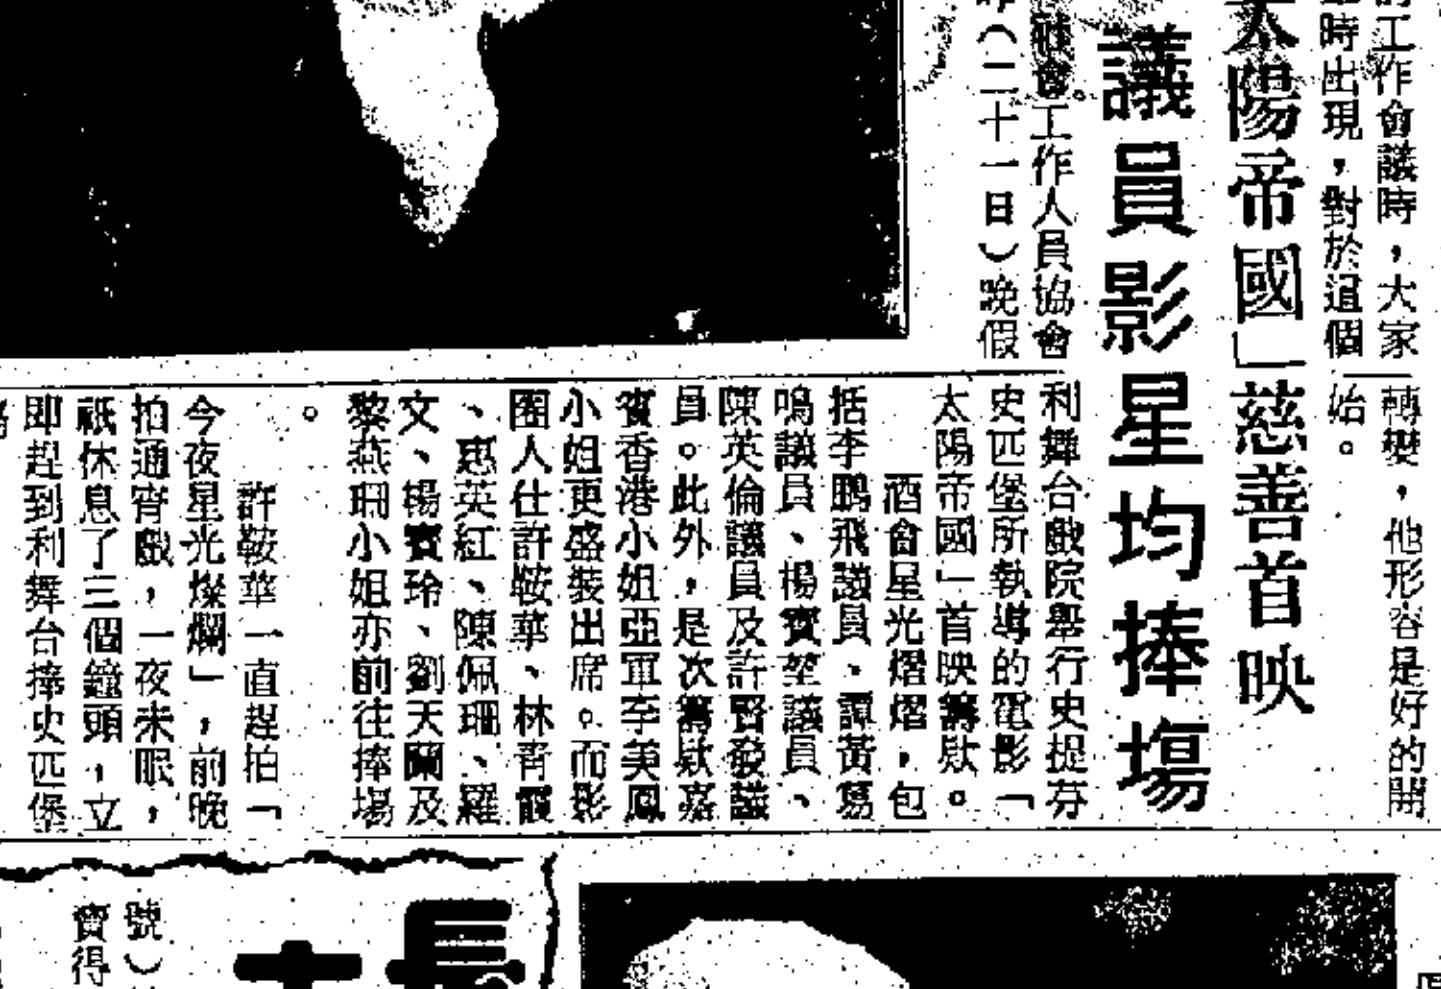 的工作會議時，大家
時出現，對於這個
轉變，他形容是好的開
始。
太陽帝國」慈善首映
議員影星均捧場
社會工作人員協會
昨（二十一日）晚假
利舞台戲院舉行史提芬
史匹堡所執導的電影「
太陽帝國」首映籌款。
酒會星光熠熠，包
括李鵬飛議員、譚黃葛
鳴議員、楊寶坤議員、
陳英倫議員及許賢發議
員。此外，是次籌款嘉
賓香港小姐亞軍李美鳳
小姐更盛裝出席。而影
圈人仕許鞍華、林青霞
、惠英紅、陳佩珊、羅
文、楊寶玲、劉天蘭及
黎燕珊小姐亦前往捧場
。
許鞍華一直趕拍「
今夜星光燦爛」，前晚
拍通宵戲，一夜未眠，
祇休息了三個鐘頭，立
即趕到利舞台捧史匹堡
長
號）
寶得